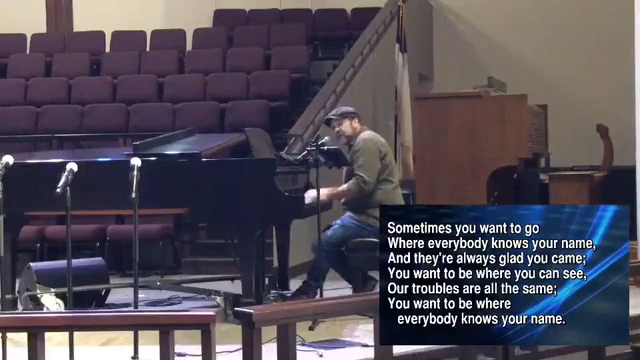 Sometimes you want to go
Where everybody knows your name,
And they're always glad you came;
You want to be where you can see,
Our troubles are all the same;
You want to be where
everybody knows your name.